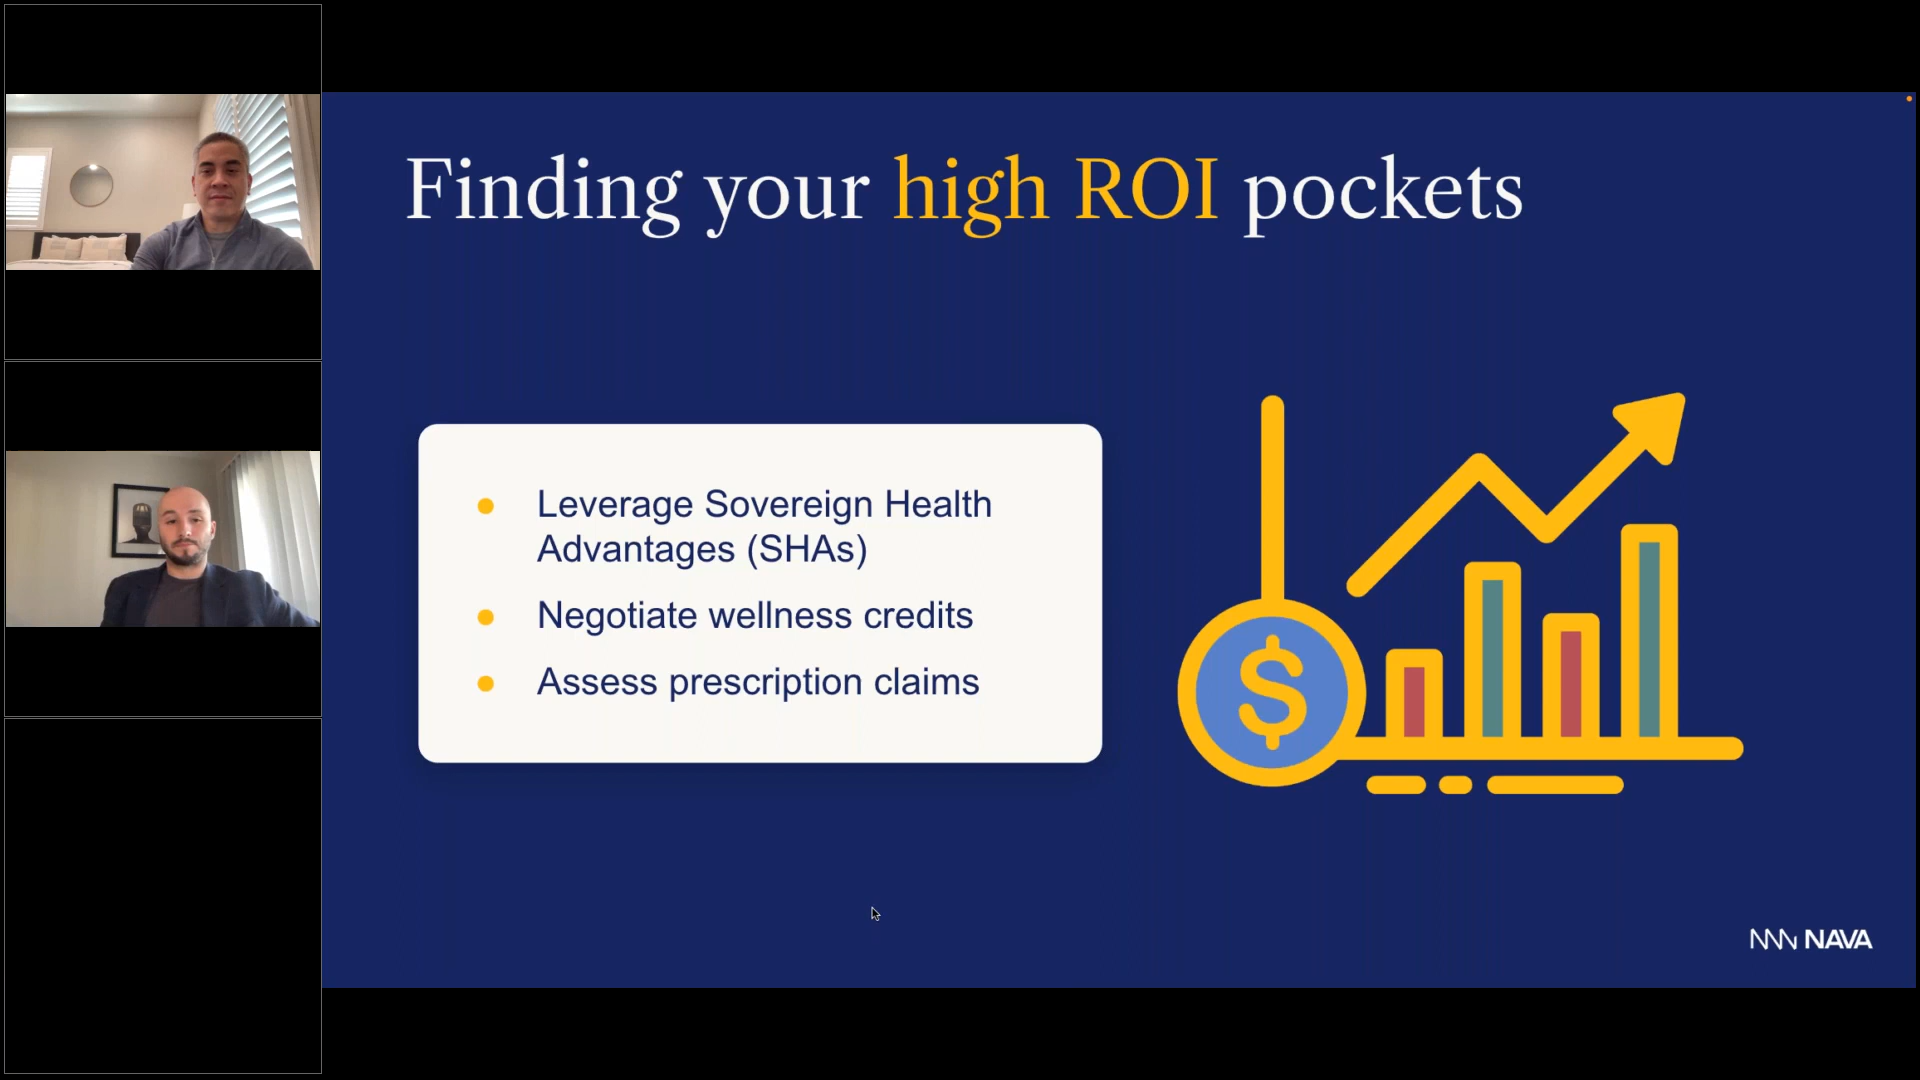 Finding your high ROI pockets
Leverage Sovereign Health
Advantages (SHAs)
Negotiate wellness credits
Assess prescription claims
$
NAVA